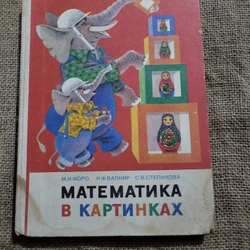 М.И.МОРО Н.Ф.ВАПНЯР С.В.СТЕПАНОВА
МАТЕМАТИКА
В КАРТИНКАХ